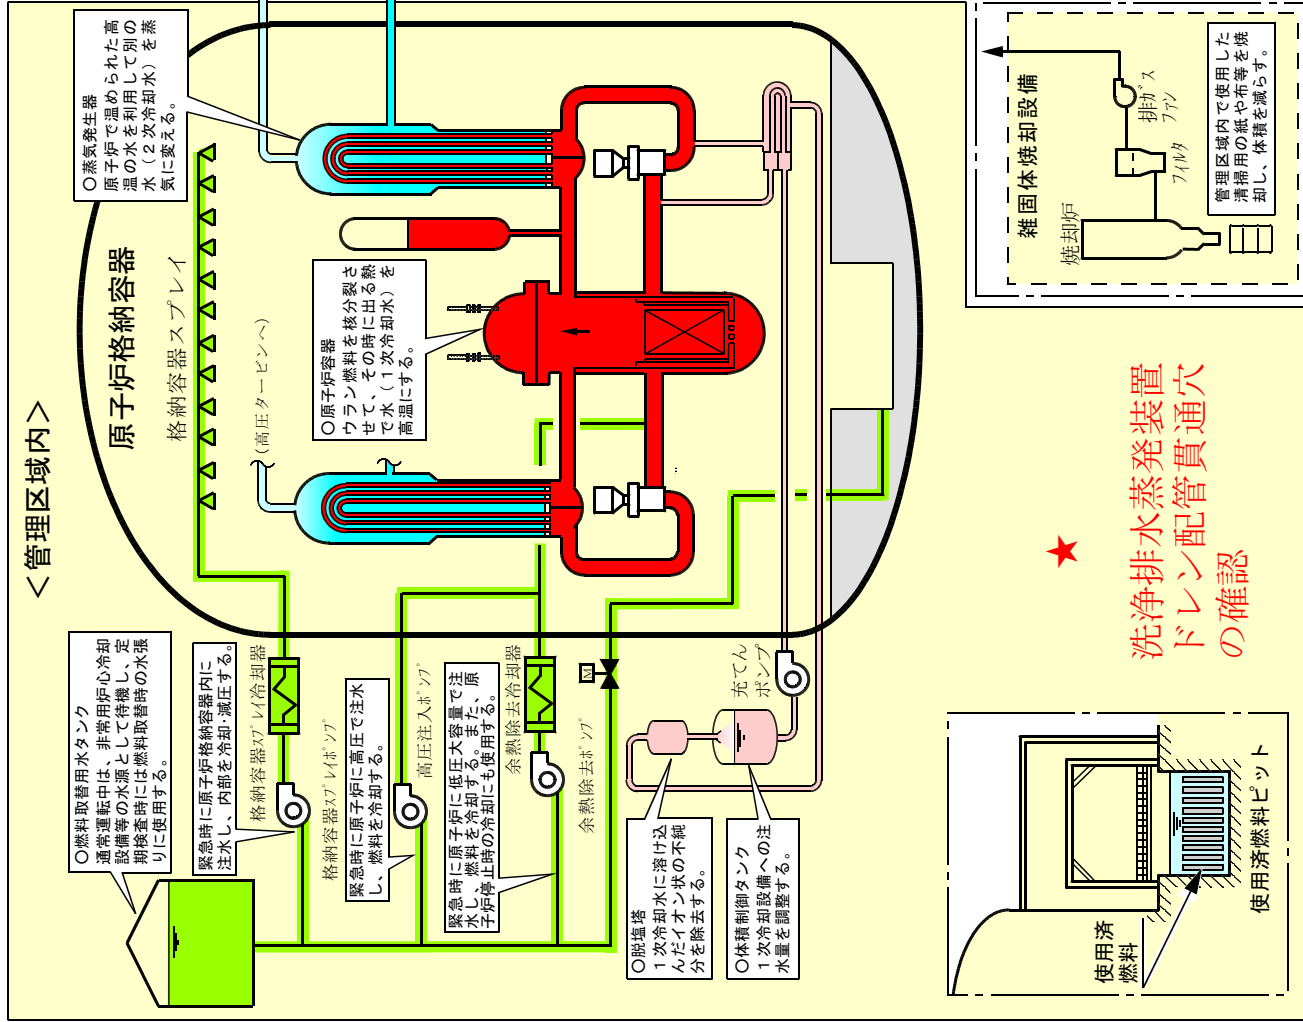 ＜管理区域内＞
○燃料取替用水タンク
通常運転中は、非常用炉心冷却
設備等の水源として待機し、定
期検査時には燃料取替時の水張
りに使用する。
○蒸気発生器
原子炉で温められた高
温の水を利用して別の
水（２次冷却水）を蒸
気に変える。
原子炉格納容器
格納容器スプレイ
緊急時に原子炉格納容器内に
注水し、内部を冷却･減圧する。
格納容器ｽﾌﾟﾚｲ冷却器
（高圧タービンへ）
格納容器ｽﾌﾟﾚｲﾎﾟﾝﾌﾟ
○原子炉容器
ウラン燃料を核分裂さ
せて、その時に出る熱
で水（１次冷却水）を
高温にする。
緊急時に原子炉に高圧で注水
し、燃料を冷却する。
高圧注入ﾎﾟﾝﾌﾟ
緊急時に原子炉に低圧大容量で注
水し、燃料を冷却する。また、原
子炉停止時の冷却にも使用する。
余熱除去冷却器
余熱除去ﾎﾟﾝﾌﾟ
M
○脱塩塔
１次冷却水に溶け込
んだイオン状の不純
分を除去する。
充てん
ポンプ
○体積制御タンク
１次冷却設備への注
水量を調整する。
雑固体焼却設備
焼却炉
排ｶﾞｽ
ﾌｧﾝ
ﾌｨﾙﾀ
管理区域内で使用した
清掃用の紙や布等を焼
却し、体積を減らす。
★
洗浄排水蒸発装置
ドレン配管貫通穴
の確認
使用済
燃料
使用済燃料ピット